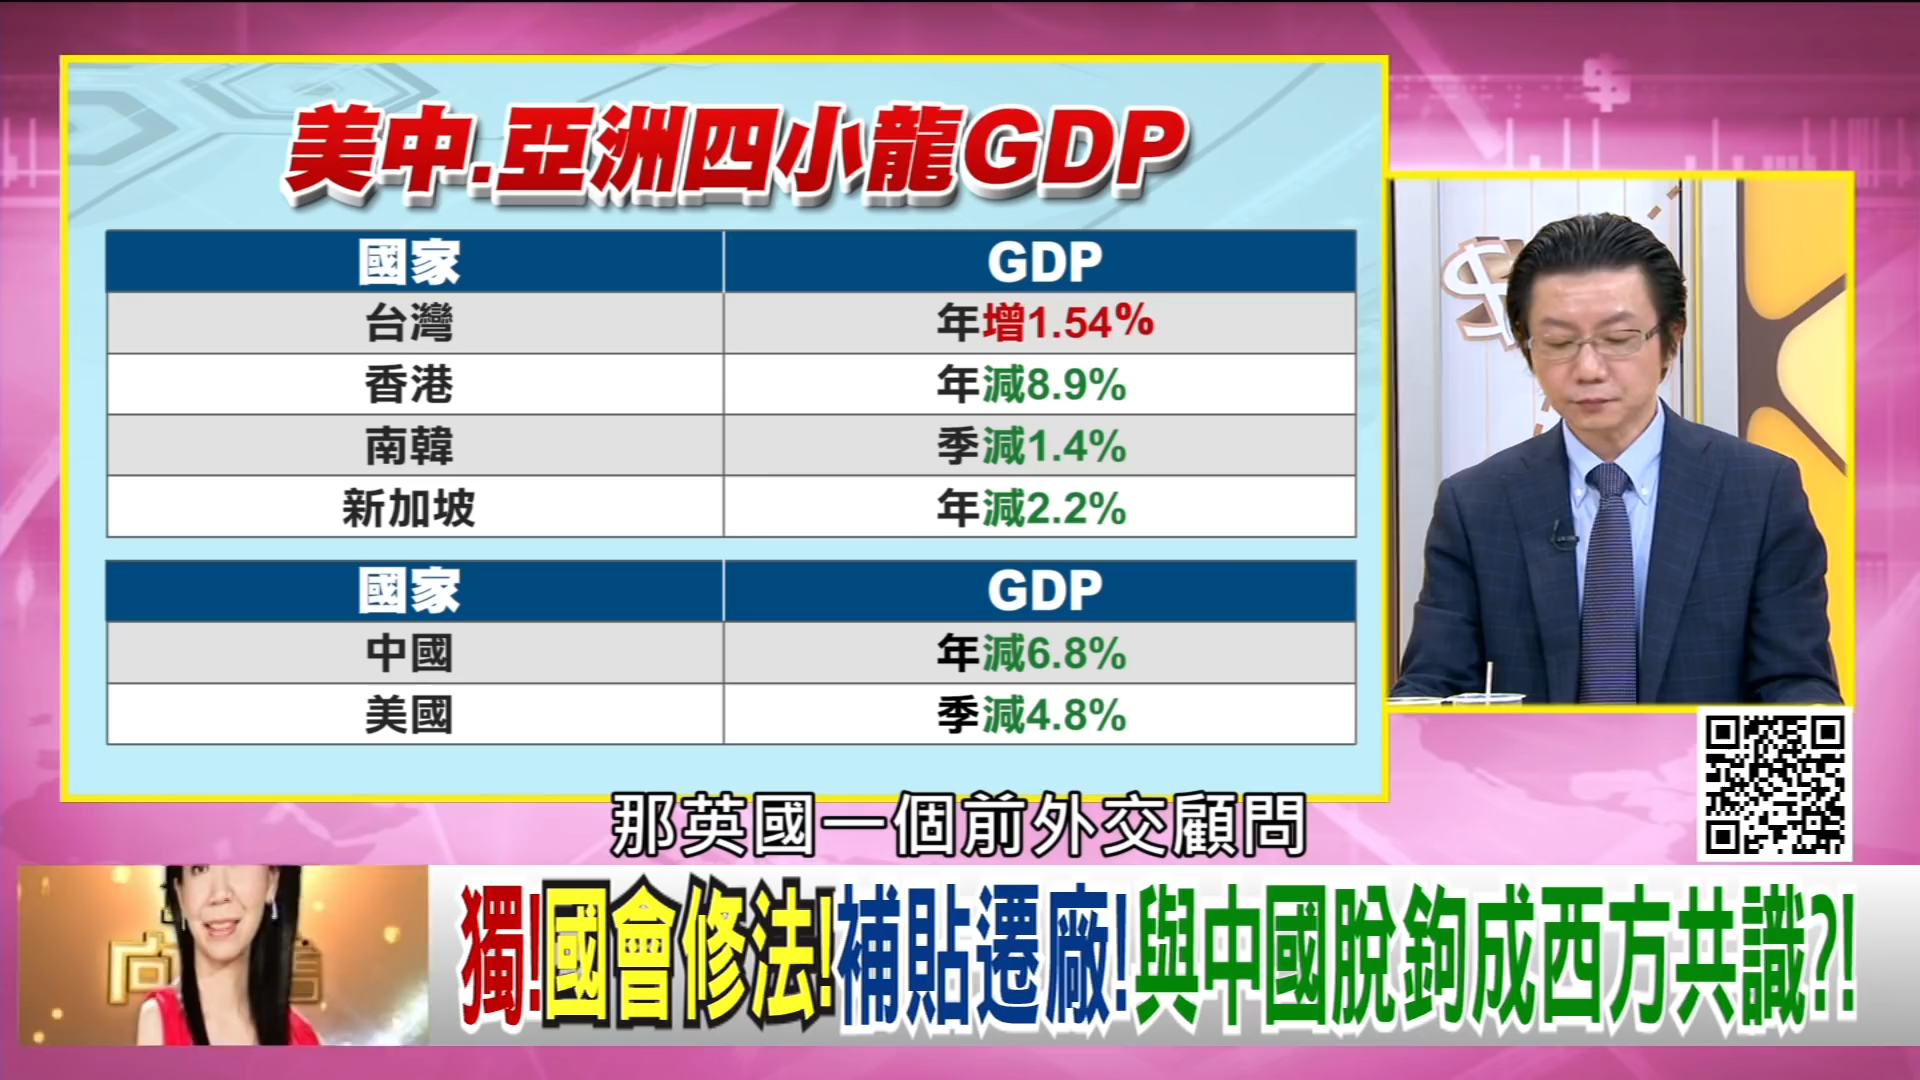 美中.亞洲四小龍GDP
國家 GDP
台灣 年增1.54%
香港 年減8.9%
南韓 季減1.4%
新加坡 年減2.2%
國家 GDP
中國 年減6.8%
美國 季減4.8%
那英國一個前外交顧問
獨!國會修法!補貼遷廠!與中國脫鉤成西方共識?!